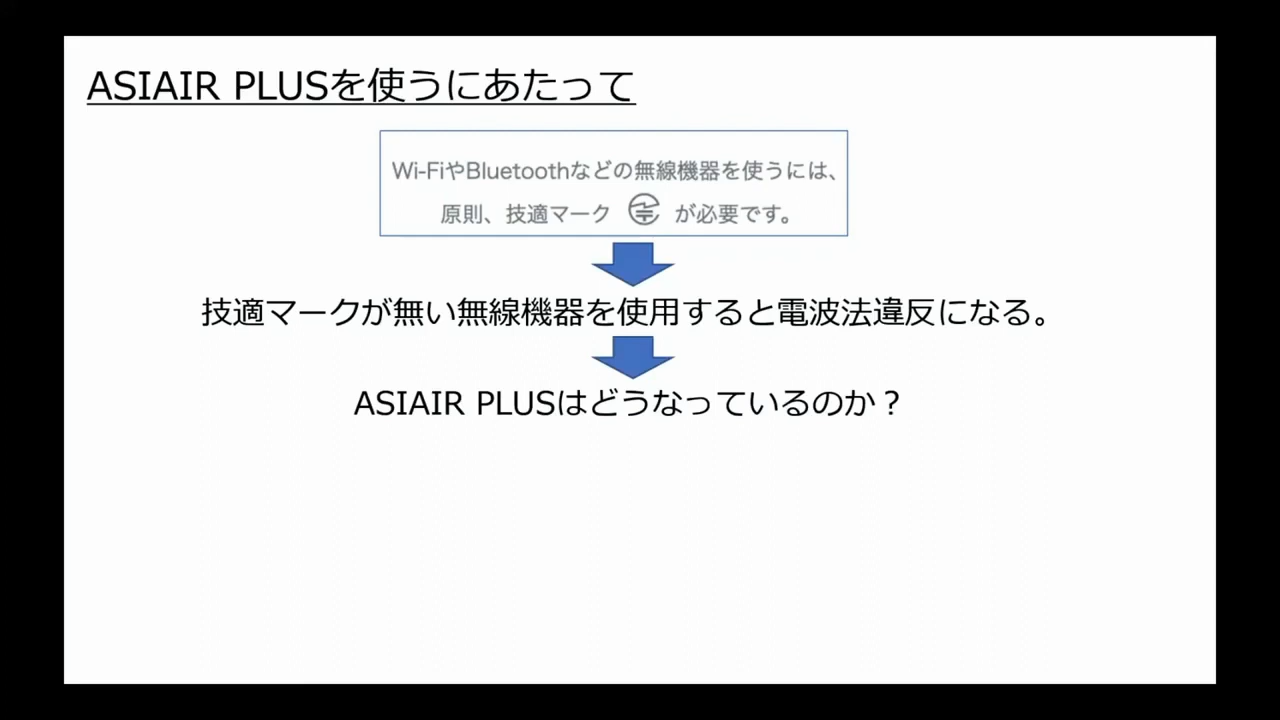 ASIAIR PLUSを使うにあたって
Wi-FiやBluetoothなどの無線機器を使うには、
原則、技適マーク が必要です。
技適マークが無い無線機器を使用すると電波法違反になる。
ASIAIR PLUSはどうなっているのか？